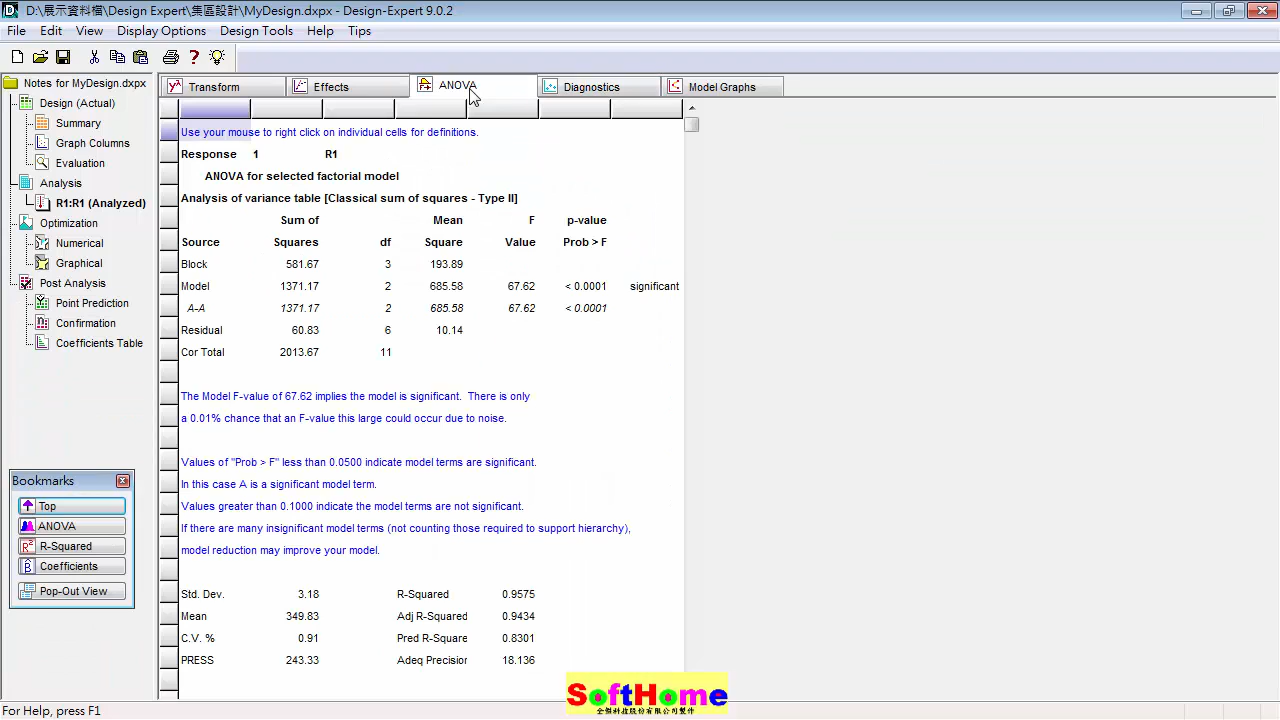 D:\展示資料檔\Design Expert\集區設計\MyDesign.dxpx - Design-Expert 9.0.2
File Edit View Display Options Design Tools Help Tips
Notes for MyDesign.dxpx
Design (Actual)
Summary
Graph Columns
Evaluation
Analysis
R1:R1 (Analyzed)
Optimization
Numerical
Graphical
Post Analysis
Point Prediction
Confirmation
Coefficients Table
Bookmarks
Top
ANOVA
R-Squared
Coefficients
Pop-Out View
Transform Effects ANOVA Diagnostics Model Graphs
Use your mouse to right click on individual cells for definitions.
Response 1 R1
ANOVA for selected factorial model
Analysis of variance table [Classical sum of squares - Type II]
Sum of Mean F p-value
Source Squares df Square Value Prob > F
Block 581.67 3 193.89
Model 1371.17 2 685.58 67.62 < 0.0001 significant
A-A 1371.17 2 685.58 67.62 < 0.0001
Residual 60.83 6 10.14
Cor Total 2013.67 11
The Model F-value of 67.62 implies the model is significant. There is only
a 0.01% chance that an F-value this large could occur due to noise.
Values of "Prob > F" less than 0.0500 indicate model terms are significant.
In this case A is a significant model term.
Values greater than 0.1000 indicate the model terms are not significant.
If there are many insignificant model terms (not counting those required to support hierarchy),
model reduction may improve your model.
Std. Dev. 3.18 R-Squared 0.9575
Mean 349.83 Adj R-Squared 0.9434
C.V. % 0.91 Pred R-Square 0.8301
PRESS 243.33 Adeq Precision 18.136
SoftHome
全傑科技股份有限公司製作
For Help, press F1